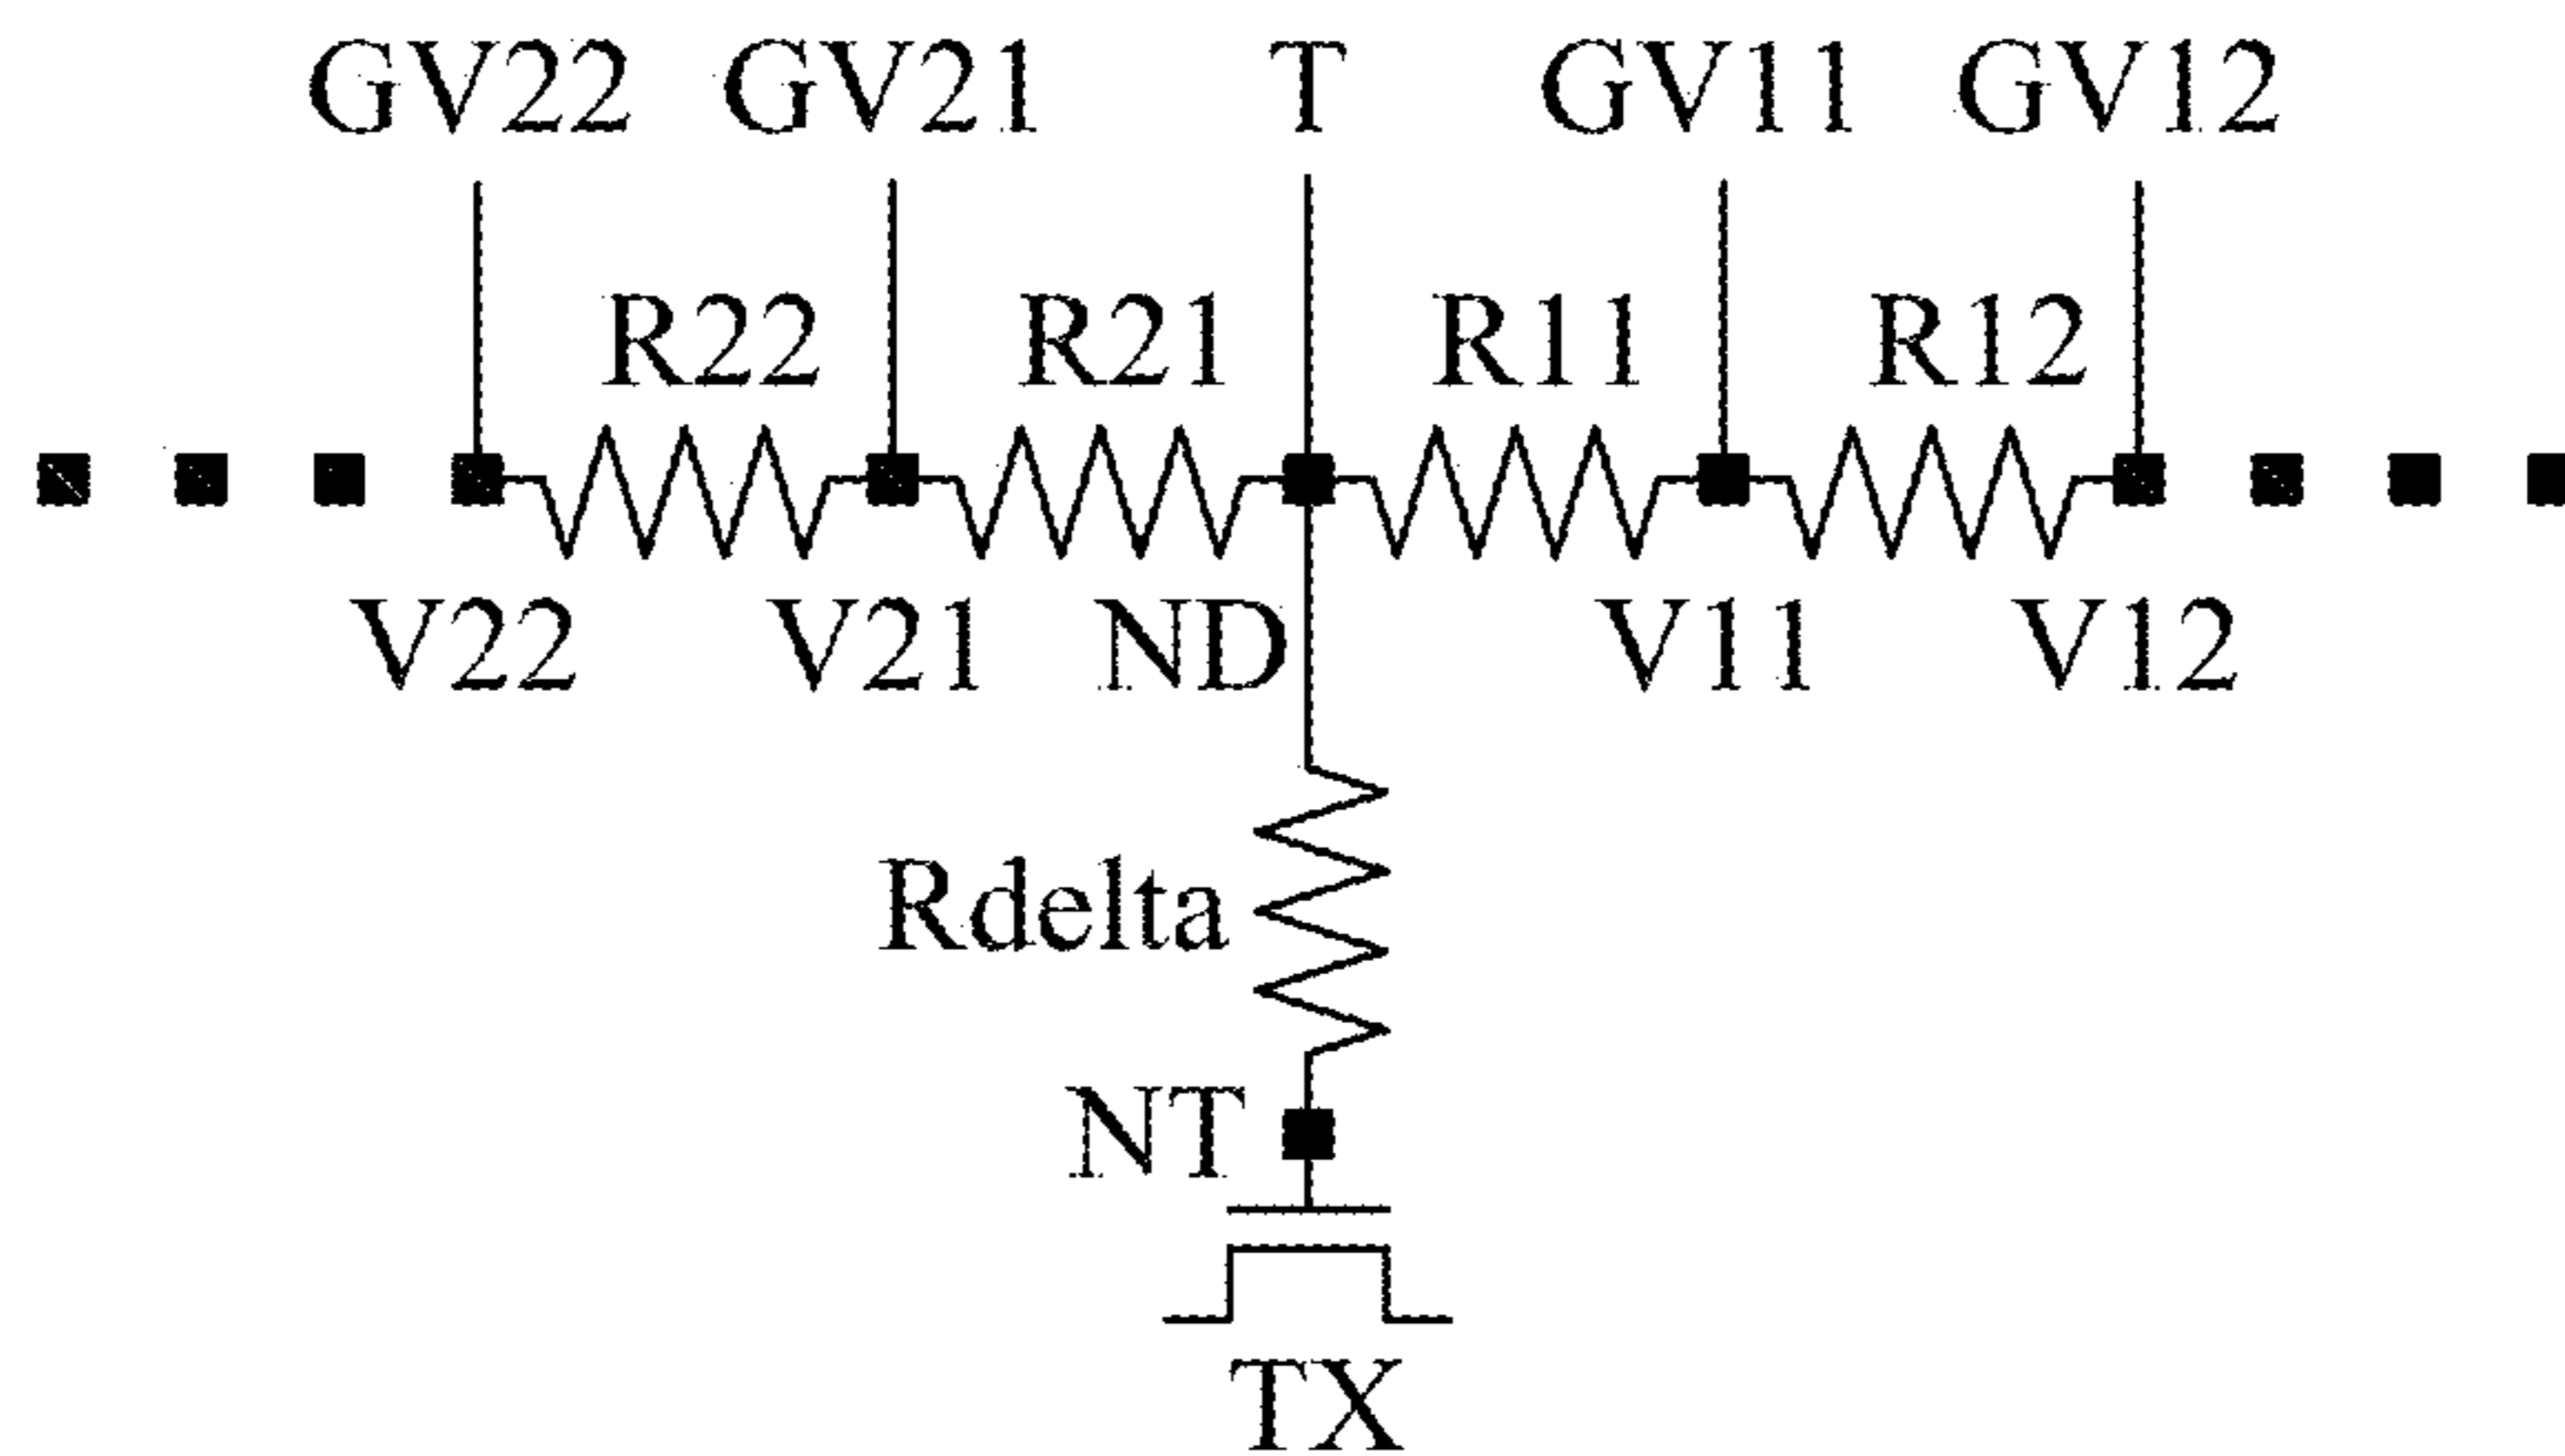 GV22 GV21 T GV11 GV12
R22 R21 R11 R12
V22 V21 ND V11 V12
Rdelta
NT
TX